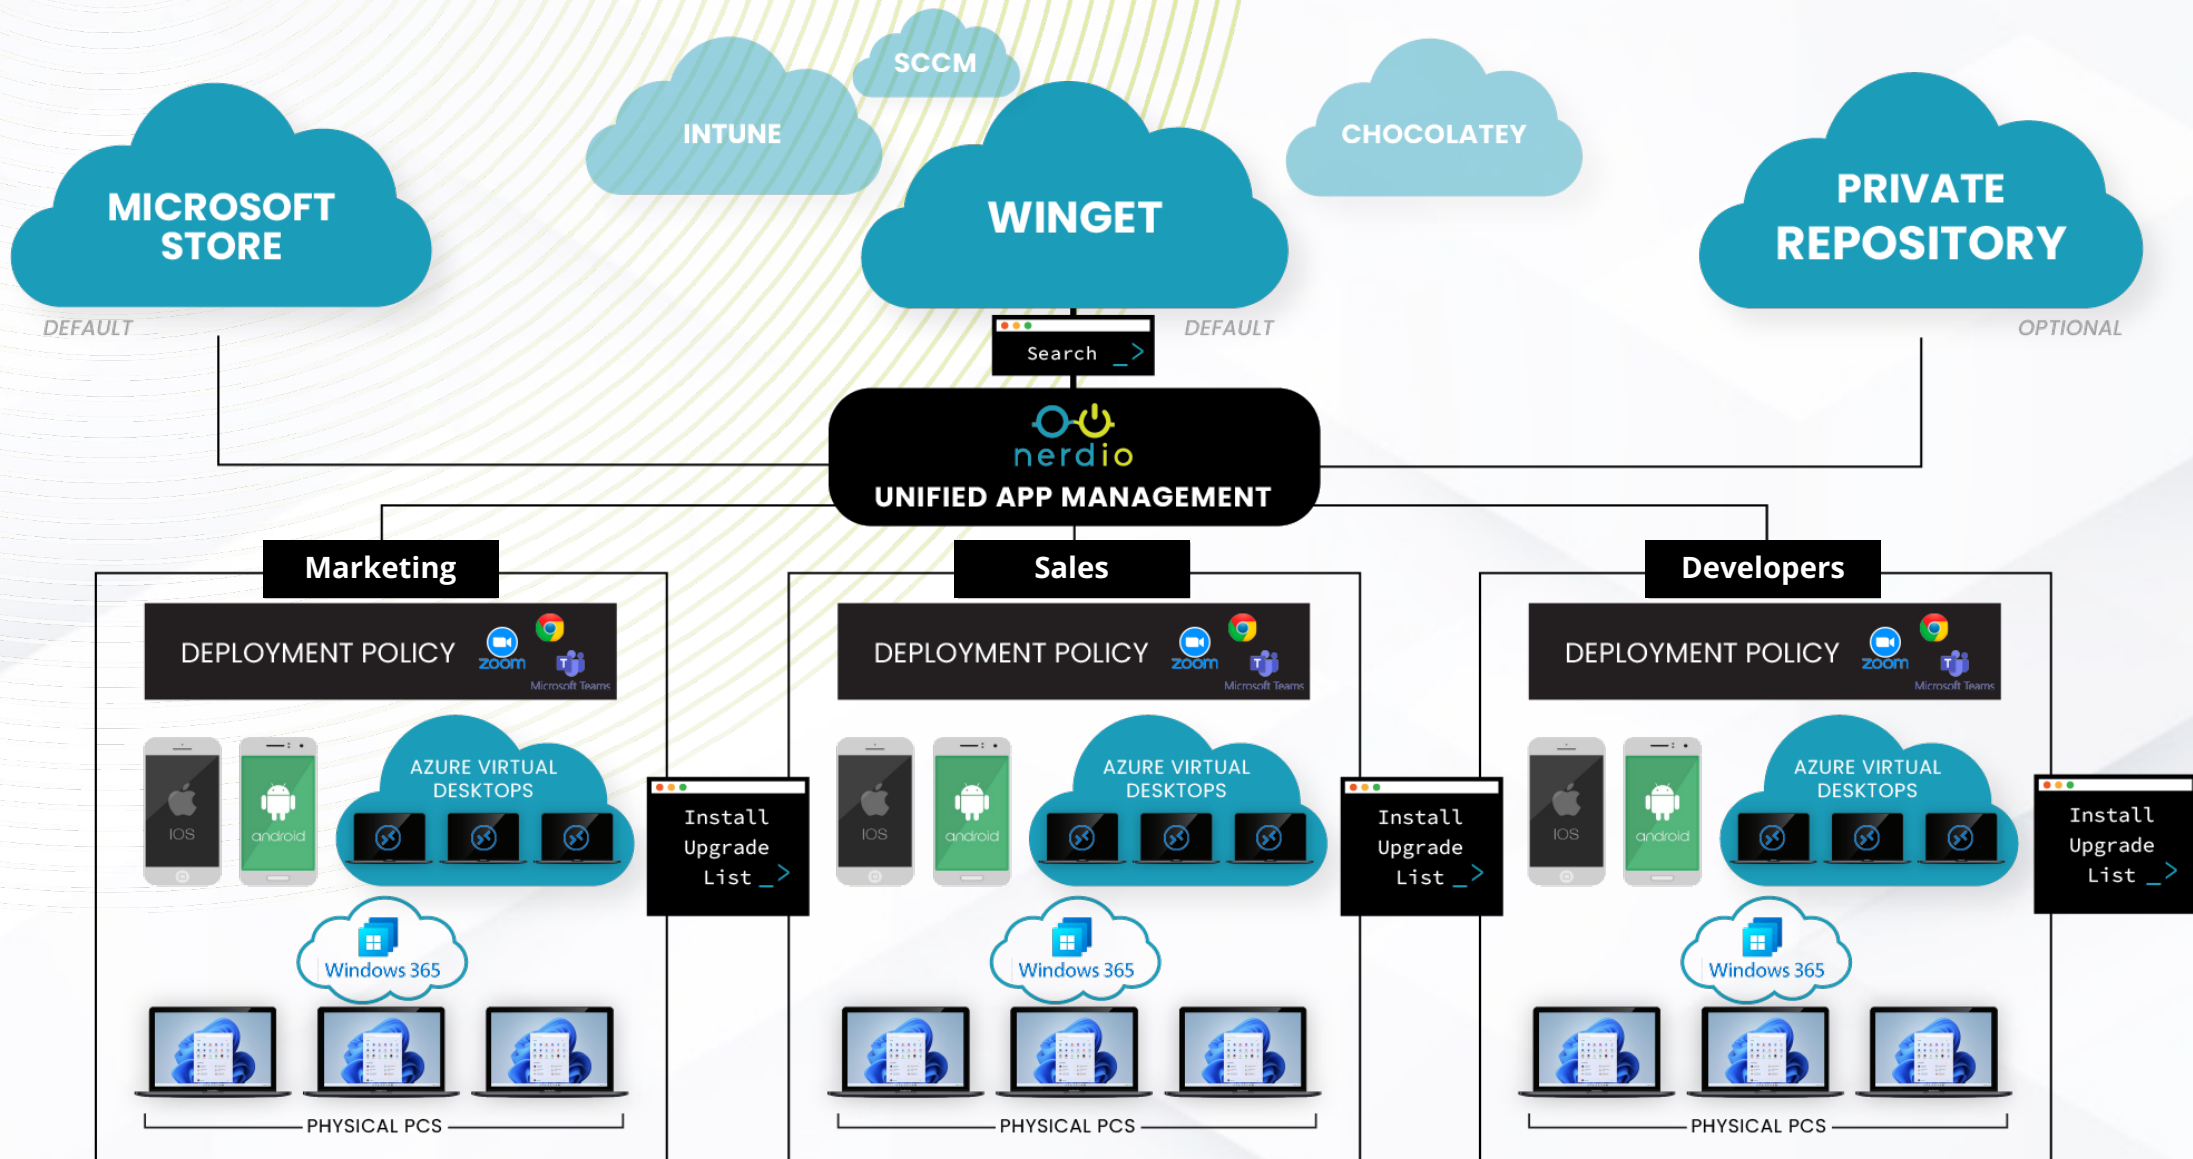 SCCM
INTUNE
CHOCOLATEY
MICROSOFT
STORE
WINGET
PRIVATE
REPOSITORY
DEFAULT
DEFAULT
OPTIONAL
Search _>
nerdio
UNIFIED APP MANAGEMENT
Marketing
DEPLOYMENT POLICY
zoom
Microsoft Teams
IOS
android
AZURE VIRTUAL
DESKTOPS
Install
Upgrade
List _>
Windows 365
PHYSICAL PCS
Sales
DEPLOYMENT POLICY
zoom
Microsoft Teams
IOS
android
AZURE VIRTUAL
DESKTOPS
Install
Upgrade
List _>
Windows 365
PHYSICAL PCS
Developers
DEPLOYMENT POLICY
zoom
Microsoft Teams
IOS
android
AZURE VIRTUAL
DESKTOPS
Install
Upgrade
List _>
Windows 365
PHYSICAL PCS